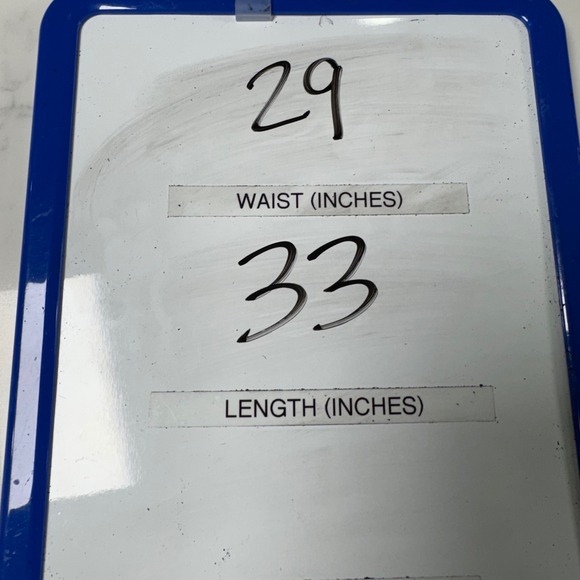 29
WAIST (INCHES)
33
LENGTH (INCHES)